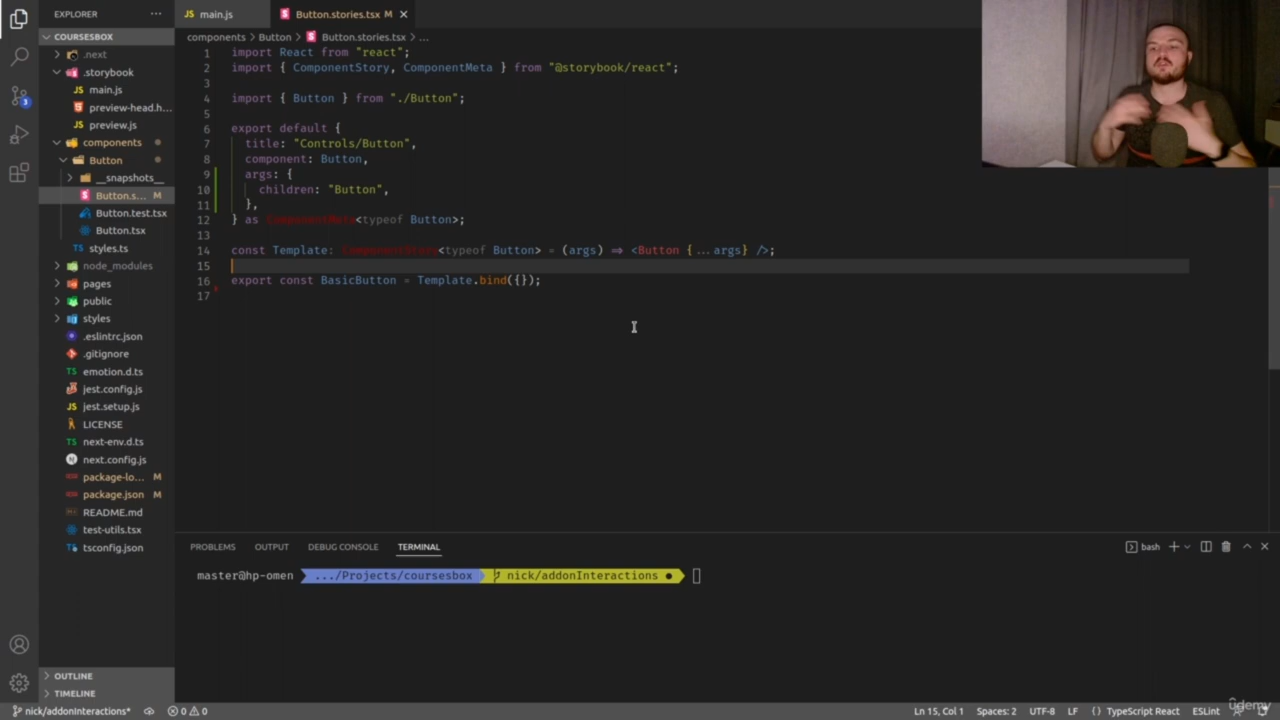 EXPLORER
COURSESBOX
.next
.storybook
main.js
preview-head.h...
preview.js
components
Button
__snapshots__
Button.s... M
Button.test.tsx
Button.tsx
styles.ts
node_modules
pages
public
styles
.eslintrc.json
.gitignore
emotion.d.ts
jest.config.js
jest.setup.js
LICENSE
next-env.d.ts
next.config.js
package-lo... M
package.json M
README.md
test-utils.tsx
tsconfig.json
OUTLINE
TIMELINE
main.js Button.stories.tsx M
components > Button > Button.stories.tsx > ...
1 import React from "react";
2 import { ComponentStory, ComponentMeta } from "@storybook/react";
3
4 import { Button } from "./Button";
5
6 export default {
7 title: "Controls/Button",
8 component: Button,
9 args: {
10 children: "Button",
11 },
12 } as ComponentMeta<typeof Button>;
13
14 const Template: ComponentStory<typeof Button> = (args) => <Button {...args} />;
15
16 export const BasicButton = Template.bind({});
17
PROBLEMS OUTPUT DEBUG CONSOLE TERMINAL bash
master@hp-omen .../Projects/coursesbox nick/addonInteractions ●
3
nick/addonInteractions* 0 0 Ln 15, Col 1 Spaces: 2 UTF-8 LF {} TypeScript React ESLint
udemy